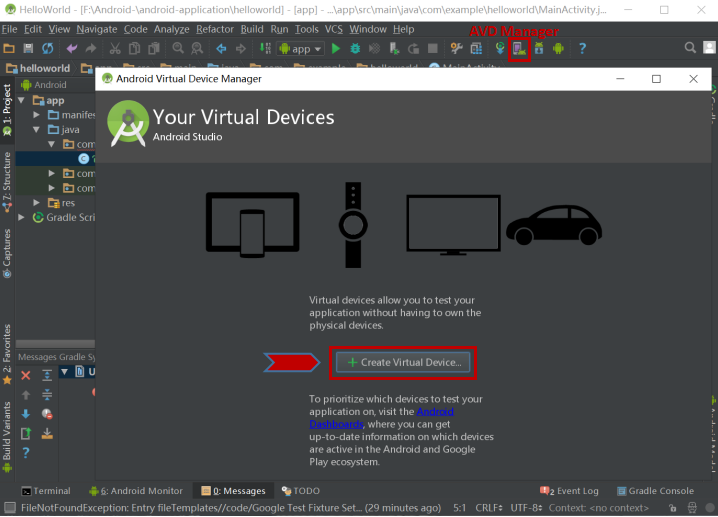 HelloWorld - [F:\Android-\android-application\helloworld] - [app] - ...\app\src\main\java\com\example\helloworld\MainActivity.j...
File Edit View Navigate Code Analyze Refactor Build Run Tools VCS Window Help
AVD Manager
app
helloworld
Android Virtual Device Manager
Your Virtual Devices
Android Studio
1: Project
Android
app
manifes
java
com
com
com
res
Gradle Scri
7: Structure
Captures
2: Favorites
Build Variants
Virtual devices allow you to test your
application without having to own the
physical devices.
Create Virtual Device...
To prioritize which devices to test your
application on, visit the Android
Dashboards, where you can get
up-to-date information on which devices
are active in the Android and Google
Play ecosystem.
Messages Gradle Sy
Terminal 6: Android Monitor 0: Messages TODO 2 Event Log Gradle Console
FileNotFoundException: Entry fileTemplates//code/Google Test Fixture Set... (29 minutes ago) 5:1 CRLF UTF-8 Context: <no context>